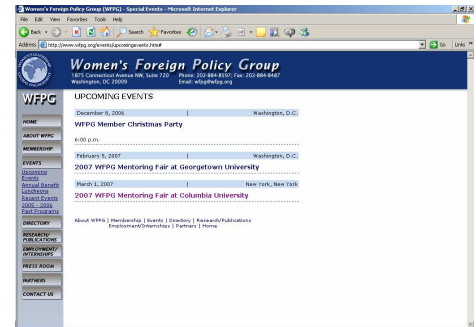 Women's Foreign Policy Group (WFPG) - Special Events - Microsoft Internet Explorer
File Edit View Favorites Tools Help
Back Search Favorites
Address http://www.wfpg.org/events/upcomingevents.htm# Go Links
Women's Foreign Policy Group
1875 Connecticut Avenue NW, Suite 720 Phone: 202-884-8597; Fax: 202-884-8487
Washington, DC 20009 Email: wfpg@wfpg.org
WFPG
HOME
ABOUT WFPG
MEMBERSHIP
EVENTS
Upcoming
Events
Annual Benefit
Luncheons
Recent Events
2005 - 2006
Past Programs
DIRECTORY
RESEARCH/
PUBLICATIONS
EMPLOYMENT/
INTERNSHIPS
PRESS ROOM
PARTNERS
CONTACT US
UPCOMING EVENTS
December 8, 2006 | Washington, D.C.
WFPG Member Christmas Party
6:00 p.m.
February 5, 2007 | Washington, D.C.
2007 WFPG Mentoring Fair at Georgetown University
March 1, 2007 | New York, New York
2007 WFPG Mentoring Fair at Columbia University
About WFPG | Membership | Events | Directory | Research/Publications
Employment/Internships | Partners | Home